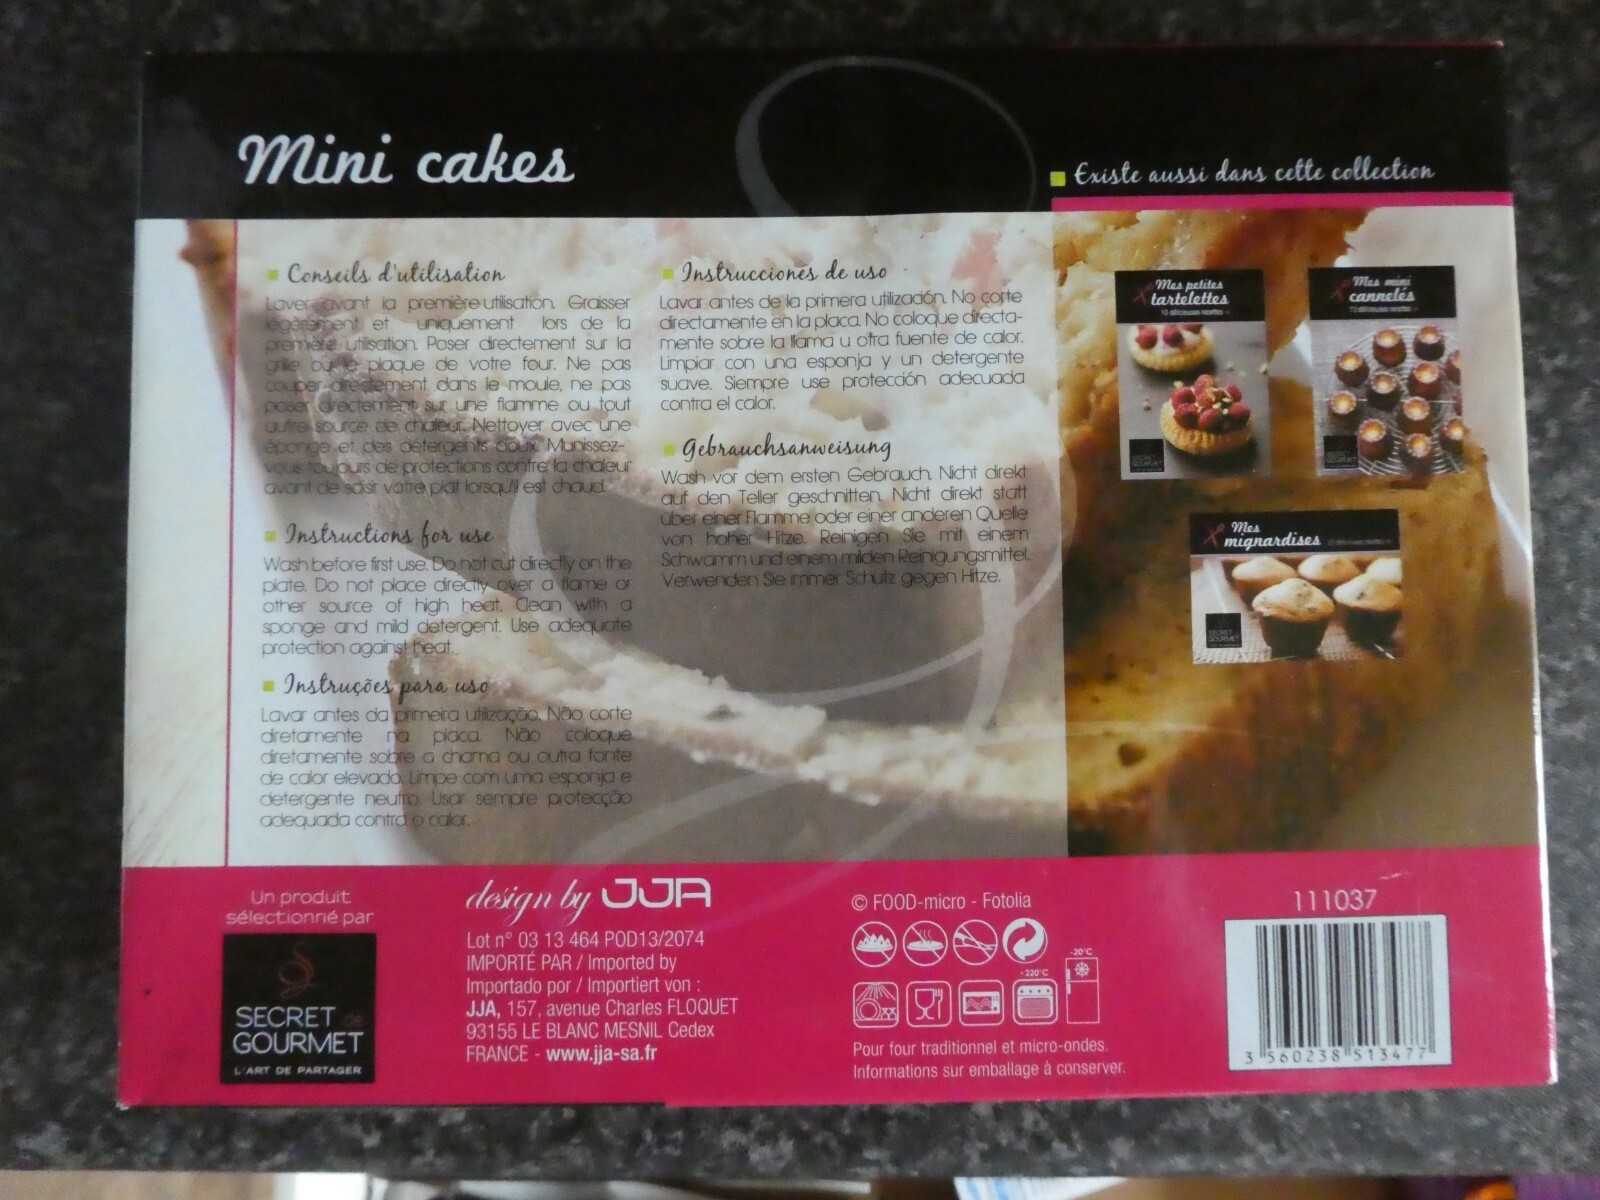 Mini cakes
Existe aussi dans cette collection
Conseils d'utilisation
Laver avant la première utilisation. Graisser
légèrement et uniquement lors de la
première utilisation. Poser directement sur la
grille ou la plaque de votre four. Ne pas
couper directement dans le moule, ne pas
poser directement sur une flamme ou tout
autre source de chaleur. Nettoyer avec une
éponge et des détergents doux. Munissez-
vous toujours de protections contre la chaleur
avant de saisir votre plat lorsqu'il est chaud.
Instructions for use
Wash before first use. Do not cut directly on the
plate. Do not place directly over a flame or
other source of high heat. Clean with a
sponge and mild detergent. Use adequate
protection against heat.
Instruções para uso
Lavar antes da primeira utilização. Não corte
diretamente na placa. Não coloque
diretamente sobre a chama ou outra fonte
de calor elevado. Limpe com uma esponja e
detergente neutro. Usar sempre protecção
adequada contra o calor.
Instrucciones de uso
Lavar antes de la primera utilización. No corte
directamente en la placa. No coloque directa-
mente sobre la llama u otra fuente de calor.
Limpiar con una esponja y un detergente
suave. Siempre use protección adecuada
contra el calor.
Gebrauchsanweisung
Wash vor dem ersten Gebrauch. Nicht direkt
auf den Teller geschnitten. Nicht direkt statt
über einer Flamme oder einer anderen Quelle
von hoher Hitze. Reinigen Sie mit einem
Schwamm und einem milden Reinigungsmittel.
Verwenden Sie immer Schutz gegen Hitze.
Mes petites
tartelettes
10 délicieuses recettes
SECRET
GOURMET
Mes mini
cannelés
délicieuses recettes
SECRET
GOURMET
Mes
mignardises
SECRET
GOURMET
Un produit
sélectionné par
SECRET DE
GOURMET
L'ART DE PARTAGER
design by JJA
Lot n° 03 13 464 POD13/2074
IMPORTÉ PAR / Imported by
Importado por / Importiert von :
JJA, 157, avenue Charles FLOQUET
93155 LE BLANC MESNIL Cedex
FRANCE - www.jja-sa.fr
© FOOD-micro - Fotolia
-20°C
+220°C
Pour four traditionnel et micro-ondes.
Informations sur emballage à conserver.
111037
3 560238 513477